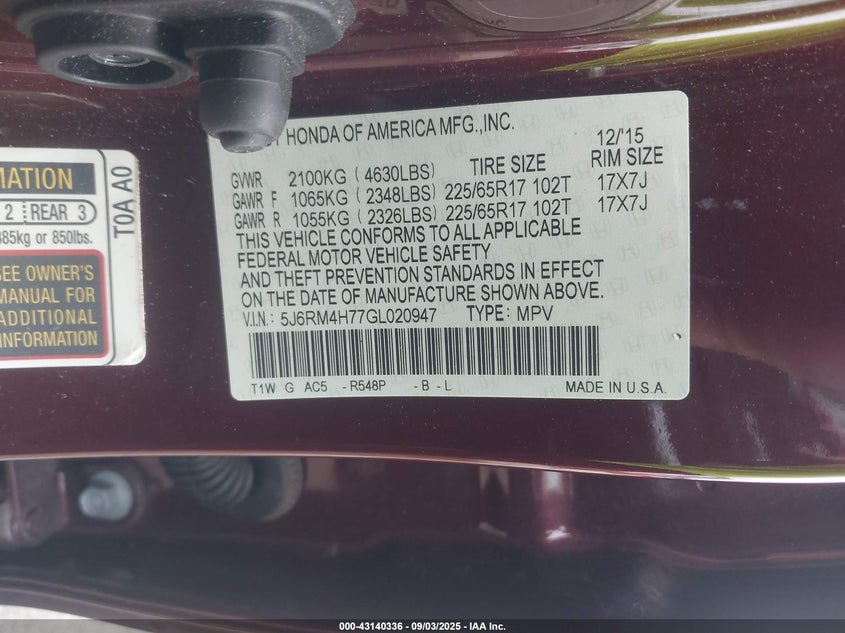 MATION
2 REAR 3
385kg or 850lbs.
SEE OWNER'S
MANUAL FOR
ADDITIONAL
INFORMATION
T0A A0
HONDA OF AMERICA MFG.,INC. 12/'15
GVWR 2100KG ( 4630LBS) TIRE SIZE RIM SIZE
GAWR F 1065KG ( 2348LBS) 225/65R17 102T 17X7J
GAWR R 1055KG ( 2326LBS) 225/65R17 102T 17X7J
THIS VEHICLE CONFORMS TO ALL APPLICABLE
FEDERAL MOTOR VEHICLE SAFETY
AND THEFT PREVENTION STANDARDS IN EFFECT
ON THE DATE OF MANUFACTURE SHOWN ABOVE.
V.I.N.: 5J6RM4H77GL020947 TYPE: MPV
T1W G AC5 -R548P -B-L MADE IN U.S.A.
000-43140336 - 09/03/2025 - IAA Inc.